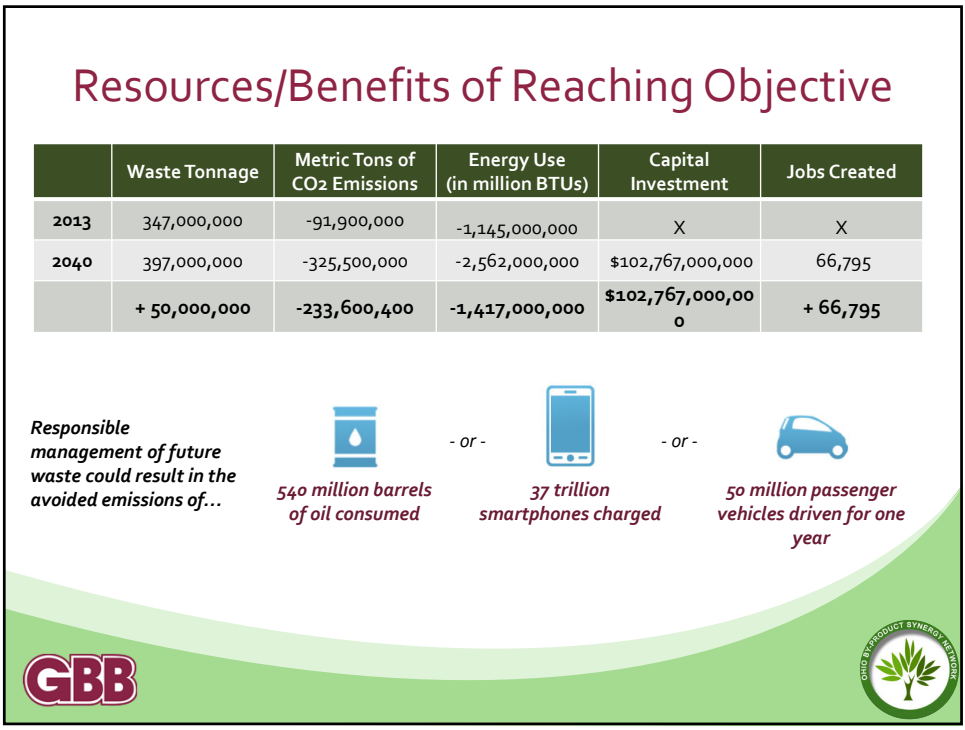 Resources/Benefits of Reaching Objective
Waste Tonnage
Metric Tons of
CO2 Emissions
Energy Use
(in million BTUs)
Capital
Investment
Jobs Created
2013 347,000,000 -91,900,000 -1,145,000,000 X X
2040 397,000,000 -325,500,000 -2,562,000,000 $102,767,000,000 66,795
+ 50,000,000 -233,600,400 -1,417,000,000 $102,767,000,00
0 + 66,795
Responsible
management of future
waste could result in the
avoided emissions of...
- or -
- or -
540 million barrels
of oil consumed
37 trillion
smartphones charged
50 million passenger
vehicles driven for one
year
GBB
OHIO BY-PRODUCT SYNERGY NETWORK